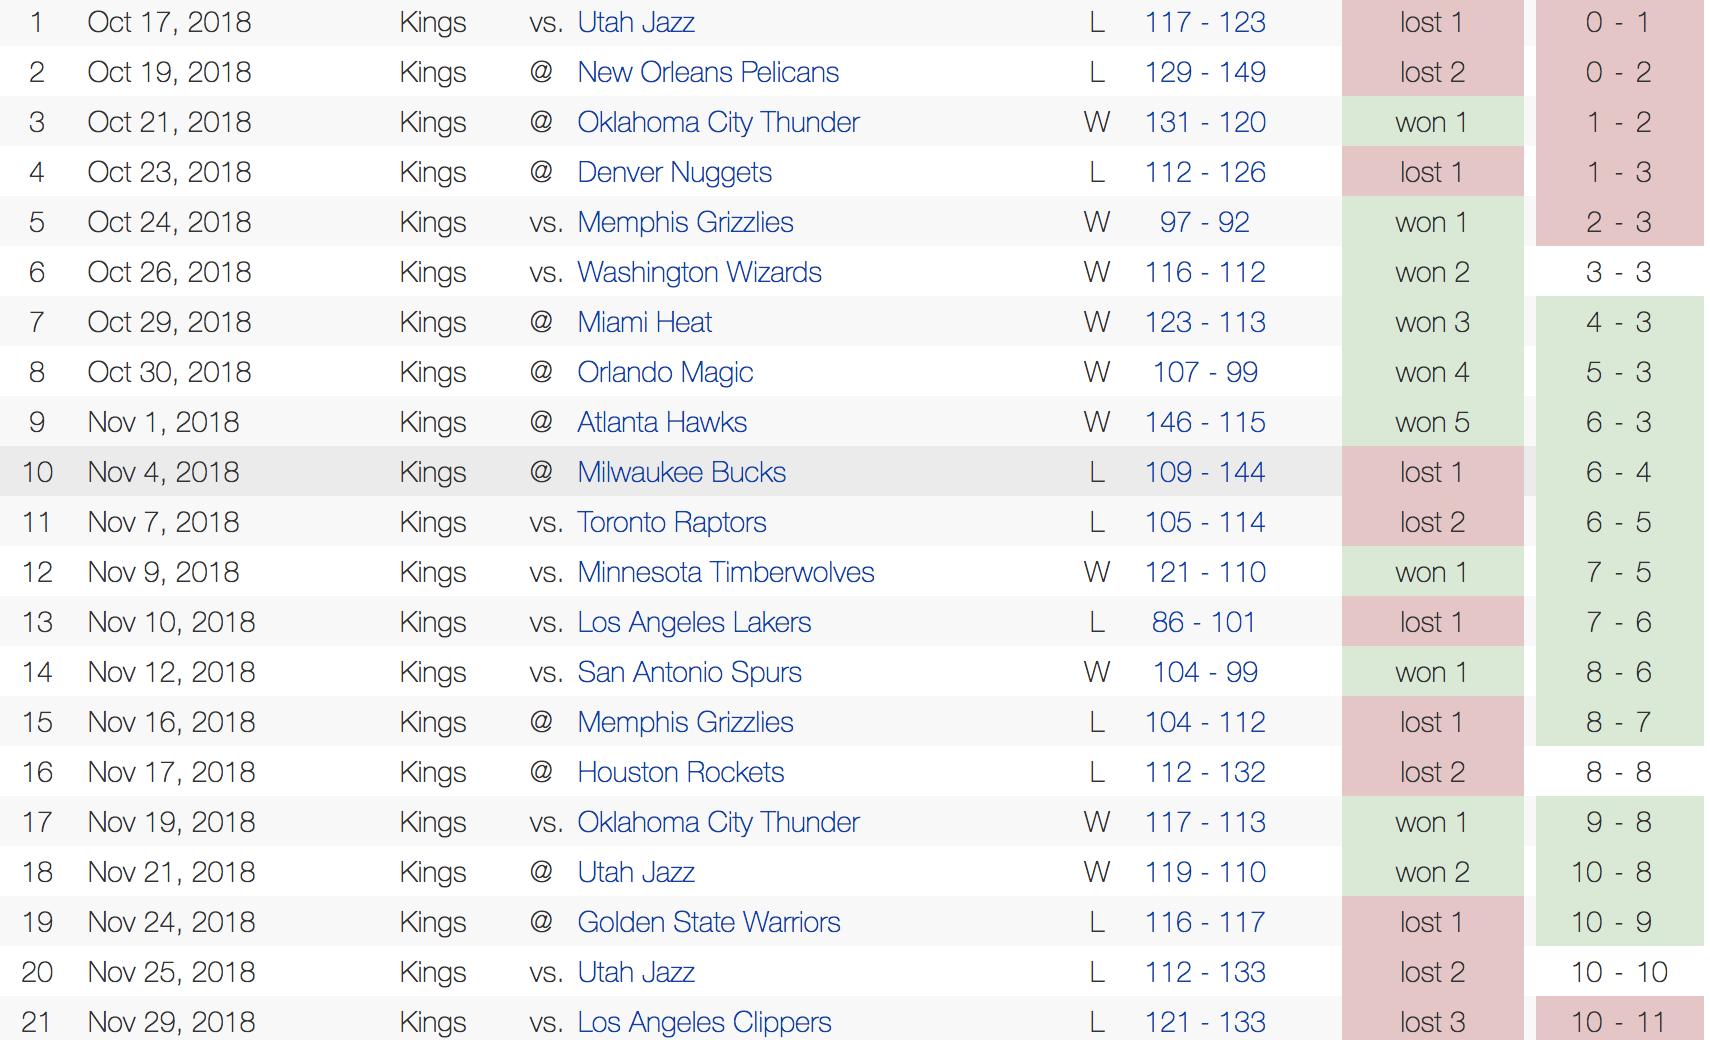 1 Oct 17, 2018 Kings vs. Utah Jazz L 117 - 123 lost 1 0 - 1
2 Oct 19, 2018 Kings @ New Orleans Pelicans L 129 - 149 lost 2 0 - 2
3 Oct 21, 2018 Kings @ Oklahoma City Thunder W 131 - 120 won 1 1 - 2
4 Oct 23, 2018 Kings @ Denver Nuggets L 112 - 126 lost 1 1 - 3
5 Oct 24, 2018 Kings vs. Memphis Grizzlies W 97 - 92 won 1 2 - 3
6 Oct 26, 2018 Kings vs. Washington Wizards W 116 - 112 won 2 3 - 3
7 Oct 29, 2018 Kings @ Miami Heat W 123 - 113 won 3 4 - 3
8 Oct 30, 2018 Kings @ Orlando Magic W 107 - 99 won 4 5 - 3
9 Nov 1, 2018 Kings @ Atlanta Hawks W 146 - 115 won 5 6 - 3
10 Nov 4, 2018 Kings @ Milwaukee Bucks L 109 - 144 lost 1 6 - 4
11 Nov 7, 2018 Kings vs. Toronto Raptors L 105 - 114 lost 2 6 - 5
12 Nov 9, 2018 Kings vs. Minnesota Timberwolves W 121 - 110 won 1 7 - 5
13 Nov 10, 2018 Kings vs. Los Angeles Lakers L 86 - 101 lost 1 7 - 6
14 Nov 12, 2018 Kings vs. San Antonio Spurs W 104 - 99 won 1 8 - 6
15 Nov 16, 2018 Kings @ Memphis Grizzlies L 104 - 112 lost 1 8 - 7
16 Nov 17, 2018 Kings @ Houston Rockets L 112 - 132 lost 2 8 - 8
17 Nov 19, 2018 Kings vs. Oklahoma City Thunder W 117 - 113 won 1 9 - 8
18 Nov 21, 2018 Kings @ Utah Jazz W 119 - 110 won 2 10 - 8
19 Nov 24, 2018 Kings @ Golden State Warriors L 116 - 117 lost 1 10 - 9
20 Nov 25, 2018 Kings vs. Utah Jazz L 112 - 133 lost 2 10 - 10
21 Nov 29, 2018 Kings vs. Los Angeles Clippers L 121 - 133 lost 3 10 - 11